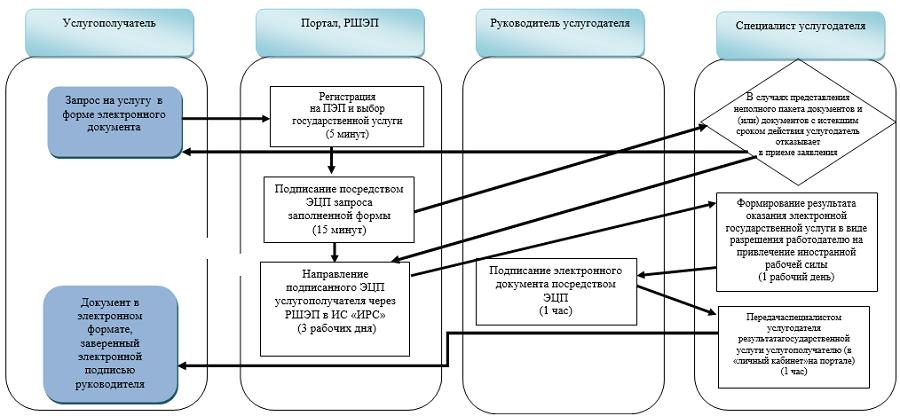 Услугополучатель
Портал, РШЭП
Руководитель услугодателя
Специалист услугодателя
Запрос на услугу в
форме электронного
документа
Регистрация
на ПЭП и выбор
государственной услуги
(5 минут)
В случаях представления
неполного пакета документов и
(или) документов с истекшим
сроком действия услугодатель
отказывает
в приеме заявления
Подписание посредством
ЭЦП запроса
заполненной формы
(15 минут)
Формирование результата
оказания электронной
государственной услуги в виде
разрешения работодателю на
привлечение иностранной
рабочей силы
(1 рабочий день)
Направление
подписанного ЭЦП
услугополучателя через
РШЭП в ИС «ИРС»
(3 рабочих дня)
Подписание электронного
документа посредством
ЭЦП
(1 час)
Документ в
электронном
формате,
заверенный
электронной
подписью
руководителя
Передачаспециалистом
услугодателя
результатагосударственной
услуги услугополучателю (в
«личный кабинет»на портале)
(1 час)